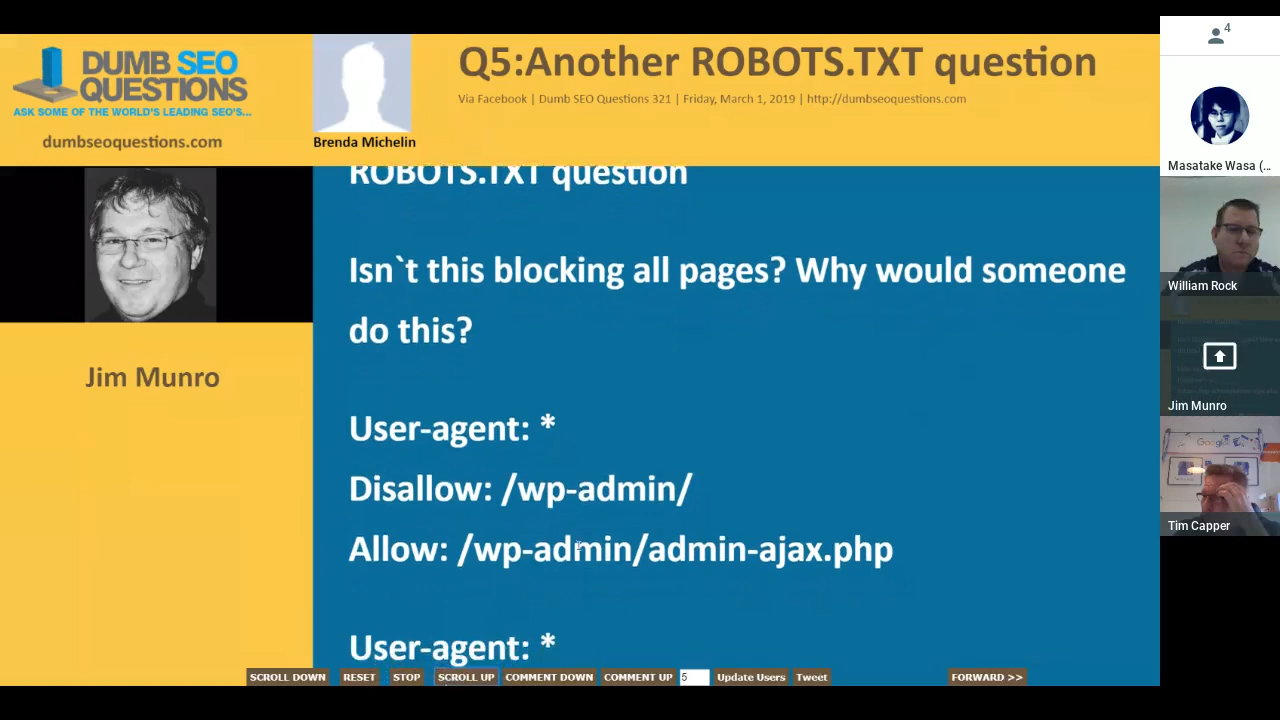 DUMB SEO
QUESTIONS
ASK SOME OF THE WORLD'S LEADING SEO'S...
dumbseoquestions.com
Brenda Michelin
Q5:Another ROBOTS.TXT question
Via Facebook | Dumb SEO Questions 321 | Friday, March 1, 2019 | http://dumbseoquestions.com
Jim Munro
ROBOTS.TXT question
Isn`t this blocking all pages? Why would someone
do this?
User-agent: *
Disallow: /wp-admin/
Allow: /wp-admin/admin-ajax.php
User-agent: *
SCROLL DOWN RESET STOP SCROLL UP COMMENT DOWN COMMENT UP 5 Update Users Tweet FORWARD >>
4
Masatake Wasa (...
William Rock
Jim Munro
Google
Tim Capper